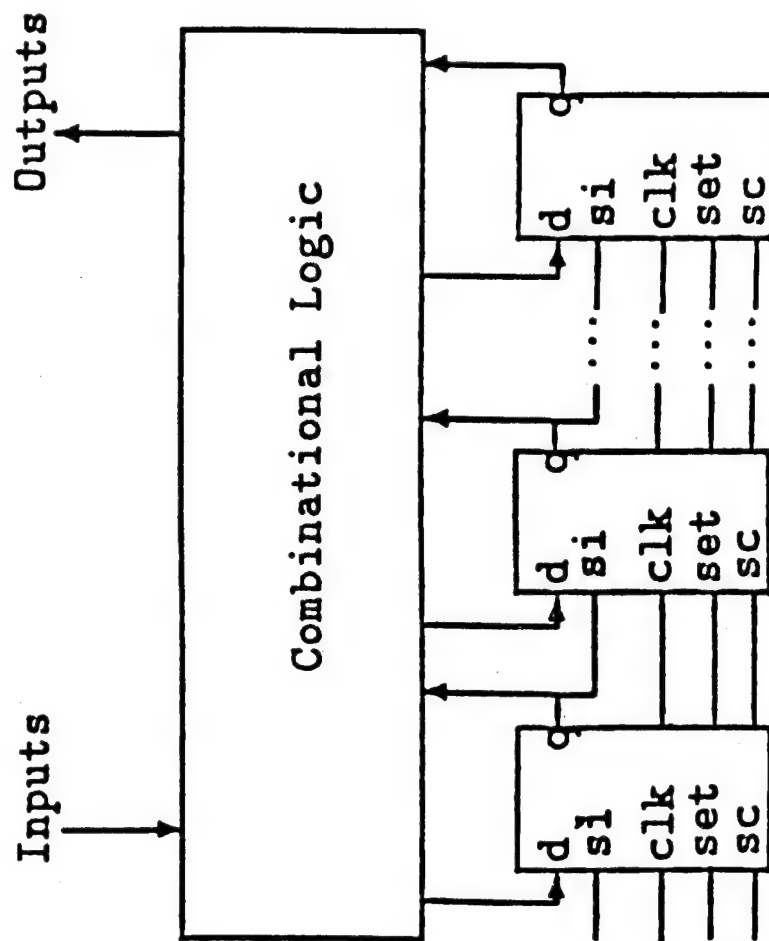 Inputs
Outputs
Combinational Logic
d q
si
clk
set
sc
d q
si
clk
set
sc
...
...
...
...
d q
si
clk
set
sc